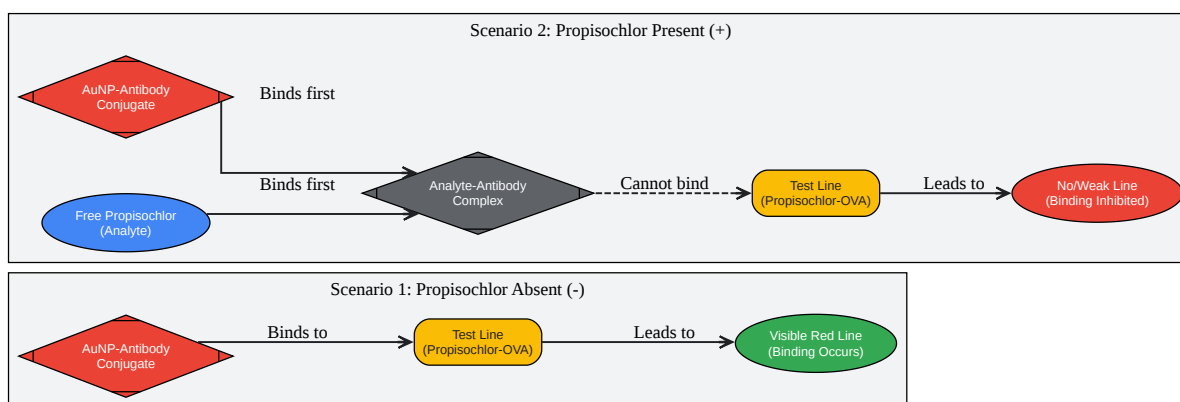 Scenario 2: Propisochlor Present (+)
AuNP-Antibody
Conjugate
Binds first
Free Propisochlor
(Analyte)
Binds first
Analyte-Antibody
Complex
Cannot bind
Test Line
(Propisochlor-OVA)
Leads to
No/Weak Line
(Binding Inhibited)
Scenario 1: Propisochlor Absent (-)
AuNP-Antibody
Conjugate
Binds to
Test Line
(Propisochlor-OVA)
Leads to
Visible Red Line
(Binding Occurs)